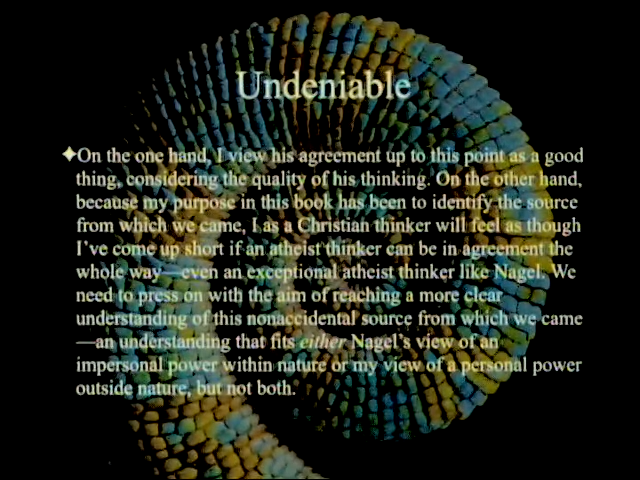 Undeniable
✦On the one hand, I view his agreement up to this point as a good
thing, considering the quality of his thinking. On the other hand,
because my purpose in this book has been to identify the source
from which we came, I as a Christian thinker will feel as though
I've come up short if an atheist thinker can be in agreement the
whole way—even an exceptional atheist thinker like Nagel. We
need to press on with the aim of reaching a more clear
understanding of this nonaccidental source from which we came
—an understanding that fits either Nagel's view of an
impersonal power within nature or my view of a personal power
outside nature, but not both.